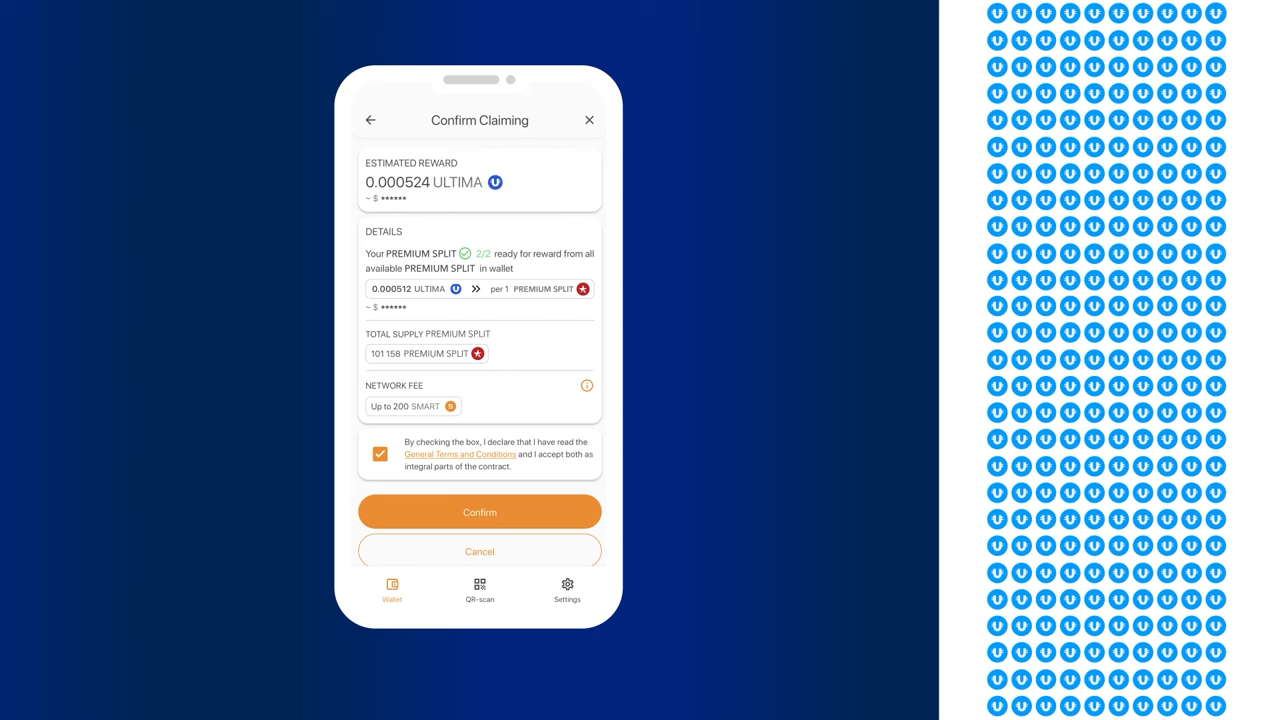 Confirm Claiming
ESTIMATED REWARD
0.000524 ULTIMA
~ $ ******
DETAILS
Your PREMIUM SPLIT 2/2 ready for reward from all
available PREMIUM SPLIT in wallet
0.000512 ULTIMA per 1 PREMIUM SPLIT
~ $ ******
TOTAL SUPPLY PREMIUM SPLIT
101 158 PREMIUM SPLIT
NETWORK FEE
Up to 200 SMART
By checking the box, I declare that I have read the
General Terms and Conditions and I accept both as
integral parts of the contract.
Confirm
Cancel
Wallet QR-scan Settings